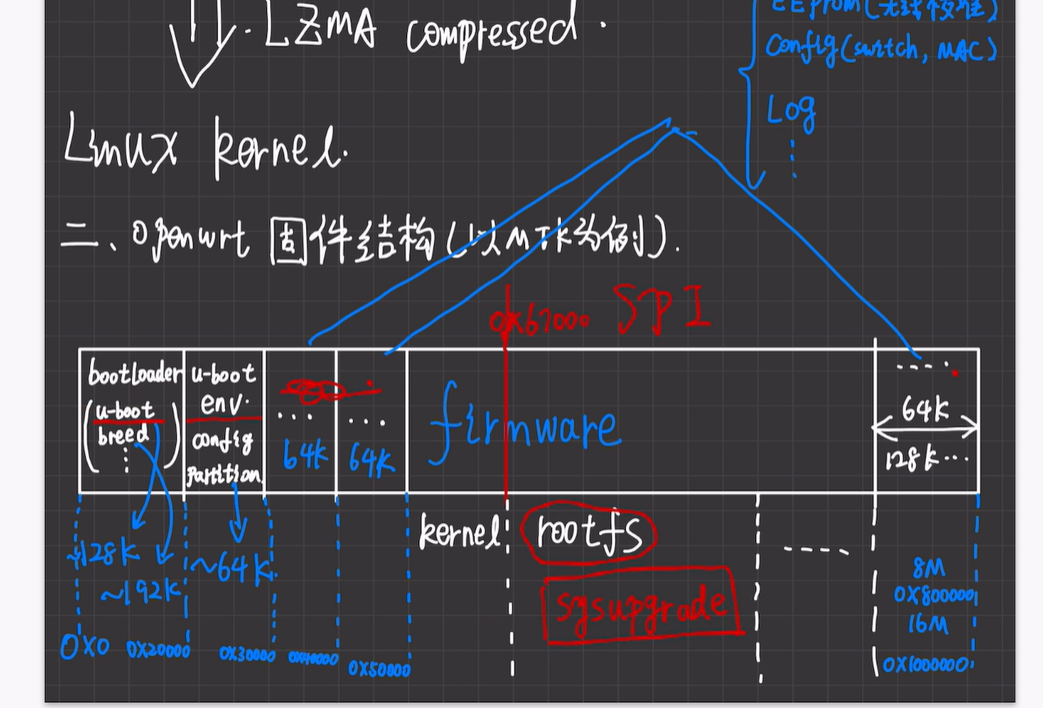 LZMA compressed.
EEprom(无线校准)
Config(switch, MAC)
Log
Linux kernel.
二、Openwrt 固件结构(以MTK为例).
0x67000 SPI
bootloader
(u-boot
breed)
u-boot
env.
config
partition
...
64k
...
64k
firmware
....
64k
128k...
kernel
rootfs
sysupgrade
----
~128k
~192k
~64k
8M
0x800000
16M
0x1000000
0x0 0x20000 0x30000 0x40000 0x50000